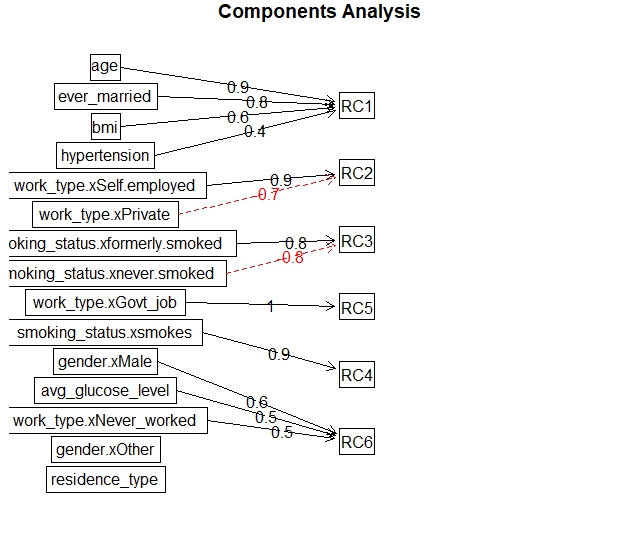 Components Analysis
age
ever_married
bmi
hypertension
work_type.xSelf.employed
work_type.xPrivate
oking_status.xformerly.smoked
moking_status.xnever.smoked
work_type.xGovt_job
smoking_status.xsmokes
gender.xMale
avg_glucose_level
work_type.xNever_worked
gender.xOther
residence_type
0.9
0.8
0.6
0.4
0.9
-0.7
0.8
-0.8
1
0.9
0.6
0.5
0.5
RC1
RC2
RC3
RC5
RC4
RC6